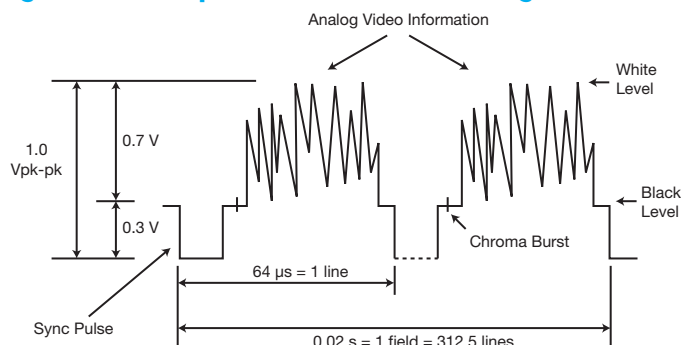 Analog Video Information
White
Level
1.0
Vpk-pk
0.7 V
0.3 V
Black
Level
Chroma Burst
64 µs = 1 line
Sync Pulse
0.02 s = 1 field = 312.5 lines